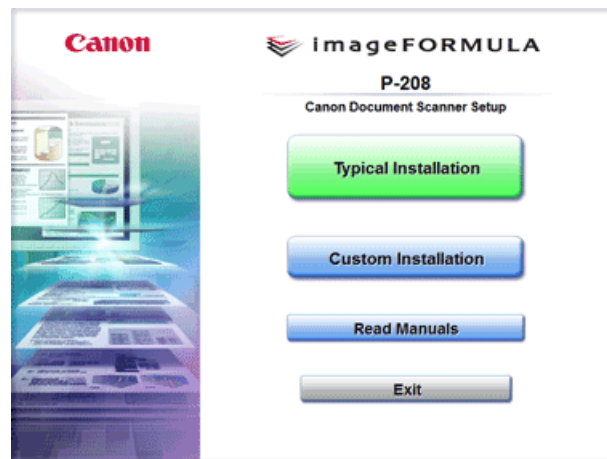 Canon
imageFORMULA
P-208
Canon Document Scanner Setup
Typical Installation
Custom Installation
Read Manuals
Exit